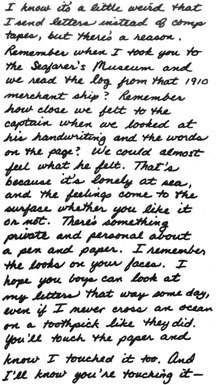 I know it's a little weird that
I send letters instead of comp
tapes, but there's a reason.
Remember when I took you to
the Seafarer's Museum and
we read the log from that 1910
merchant ship? Remember
how close we felt to the
captain when we looked at
his handwriting and the words
on the page? We could almost
feel what he felt. That's
because it's lonely at sea,
and the feelings come to the
surface whether you like it
or not. There's something
private and personal about
a pen and paper. I remember
the looks on your faces. I
hope you boys can look at
my letters that way some day,
even if I never cross an ocean
on a toothpick like they did.
You'll touch the paper and
know I touched it too. And
I'll know you're touching it—